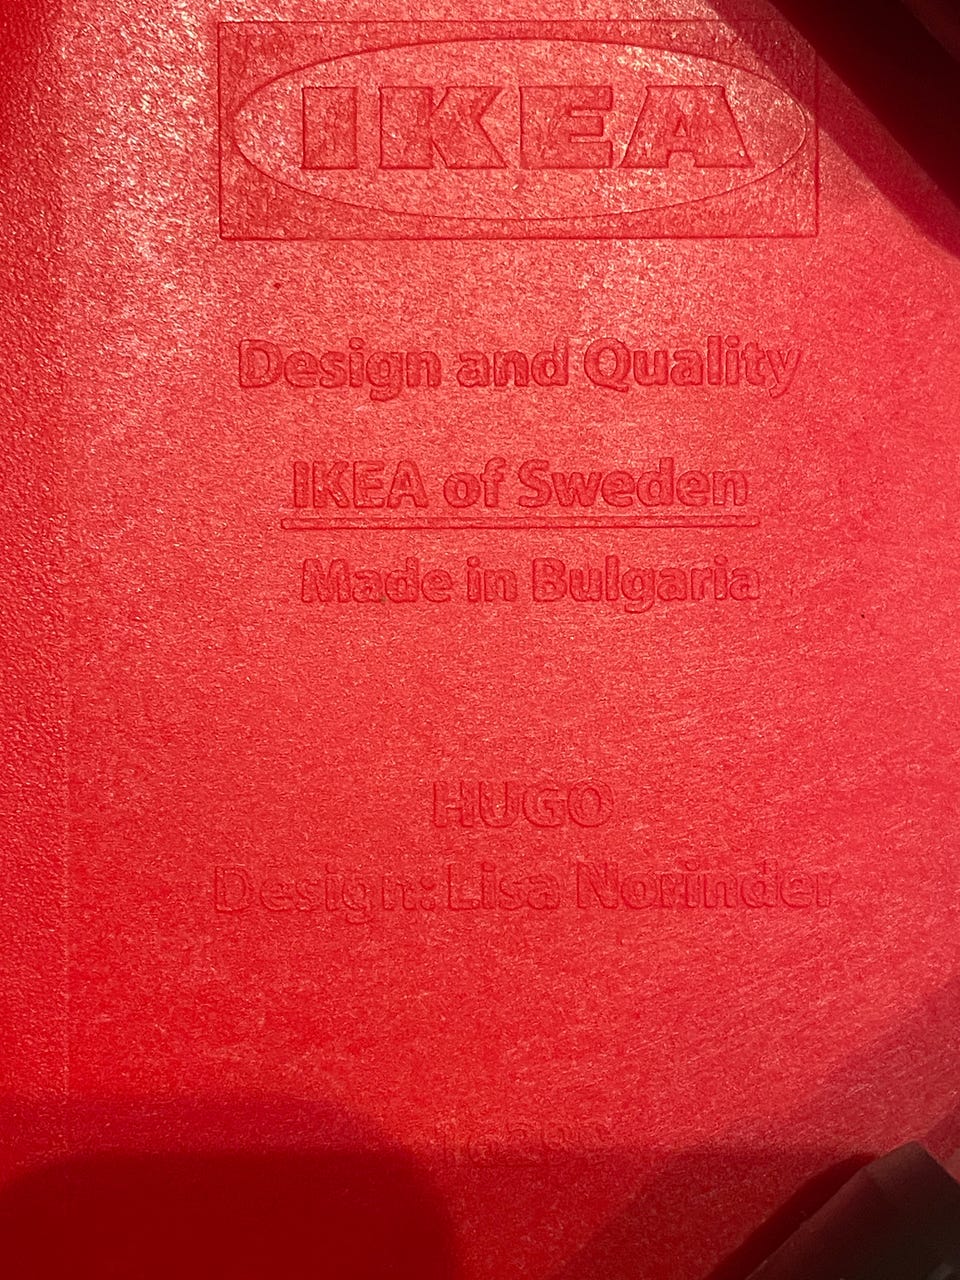 IKEA
Design and Quality
IKEA of Sweden
Made in Bulgaria
HUGO
Design: Lisa Norinder